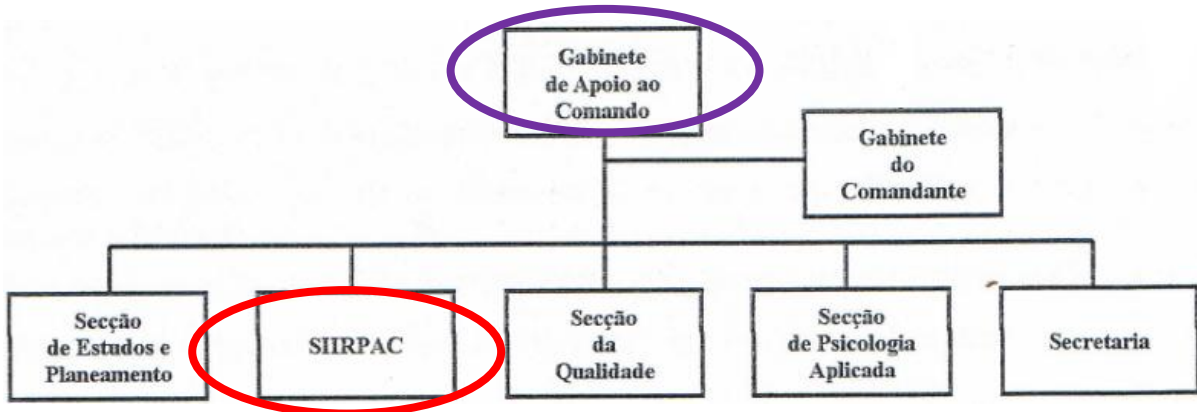 Gabinete
de Apoio ao
Comando
Gabinete
do
Comandante
Secção
de Estudos e
Planeamento
SIIRPAC
Secção
da
Qualidade
Secção
de Psicologia
Aplicada
Secretaria